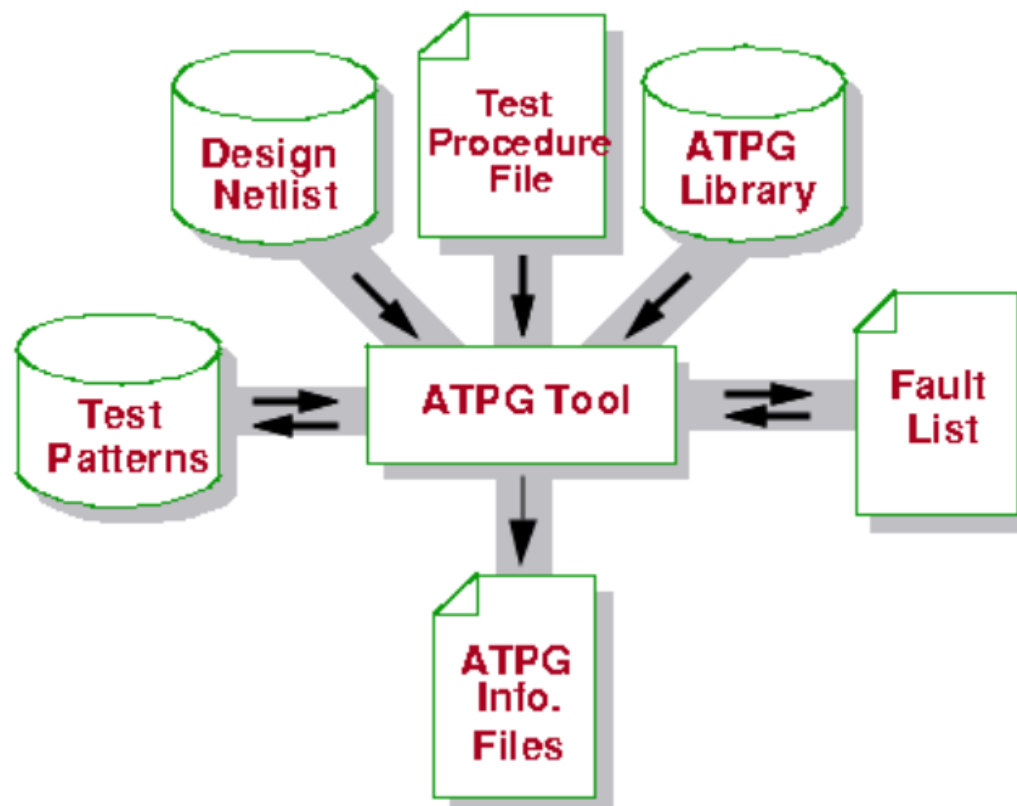 Design
Netlist
Test
Procedure
File
ATPG
Library
Test
Patterns
ATPG Tool
Fault
List
ATPG
Info.
Files